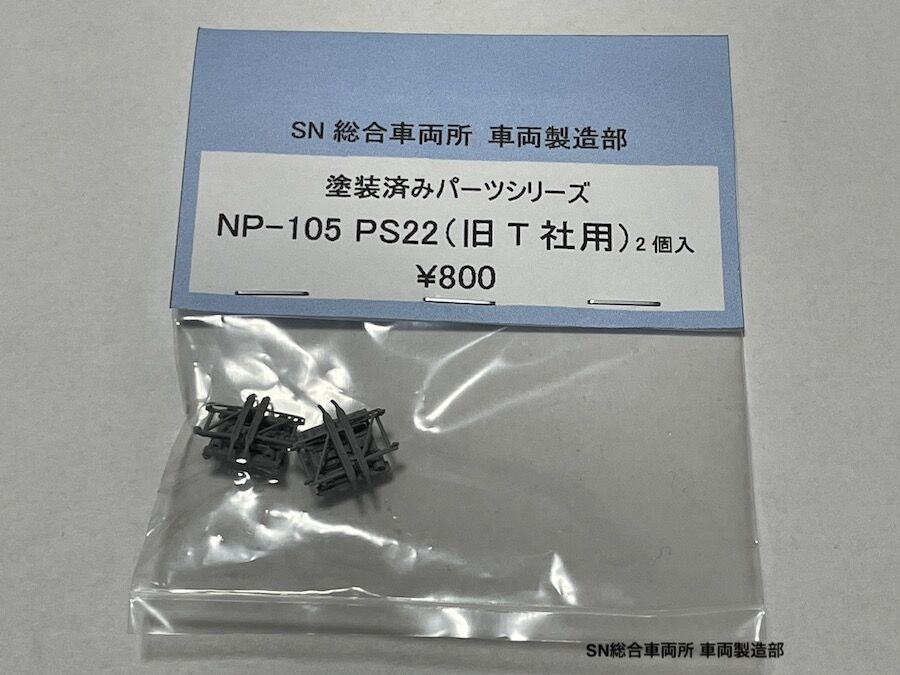 SN 総合車両所 車両製造部
塗装済みパーツシリーズ
NP-105 PS22(旧T社用)2個入
¥800
SN総合車両所 車両製造部